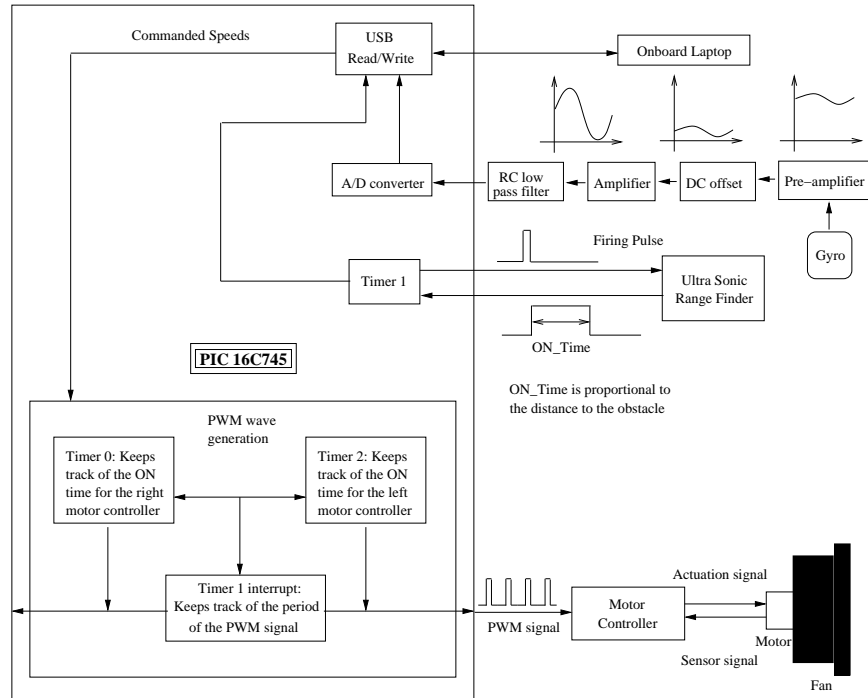 Commanded Speeds
USB
Read/Write
Onboard Laptop
A/D converter
RC low
pass filter
Amplifier
DC offset
Pre−amplifier
Gyro
Firing Pulse
Timer 1
Ultra Sonic
Range Finder
ON_Time
PIC 16C745
ON_Time is proportional to
the distance to the obstacle
PWM wave
generation
Timer 0: Keeps
track of the ON
time for the right
motor controller
Timer 2: Keeps
track of the ON
time for the left
motor controller
Timer 1 interrupt:
Keeps track of the period
of the PWM signal
PWM signal
Motor
Controller
Actuation signal
Sensor signal
Motor
Fan